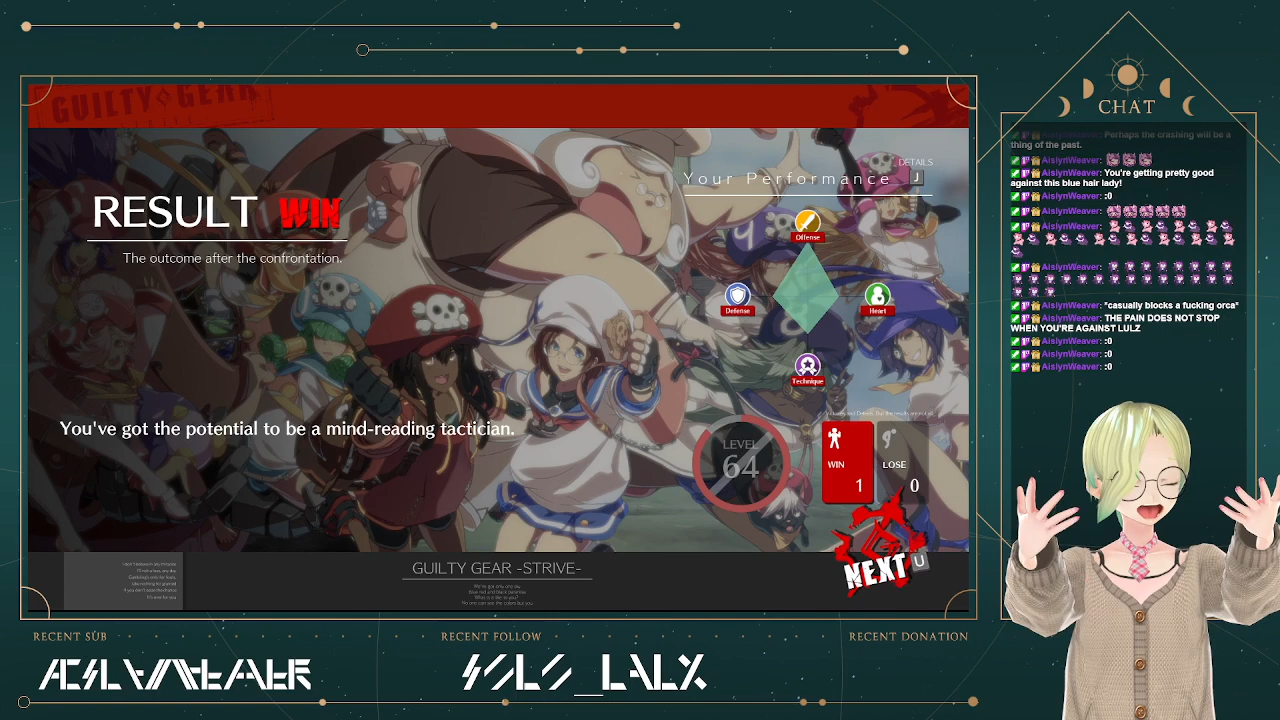 GUILTY GEAR
RESULT WIN
The outcome after the confrontation.
DETAILS
Your Performance J
Offense
Defense
Heart
Technique
You've got the potential to be a mind-reading tactician.
LEVEL
64
WIN
1
LOSE
0
NEXT U
GUILTY GEAR -STRIVE-
RECENT SUB
RECENT FOLLOW
SOLO_LALX
RECENT DONATION
CHAT
AislynWeaver: Perhaps the crashing will be a
thing of the past.
AislynWeaver:
AislynWeaver: You're getting pretty good
against this blue hair lady!
AislynWeaver: :0
AislynWeaver:
AislynWeaver:
AislynWeaver:
AislynWeaver: *casually blocks a fucking orca*
AislynWeaver: THE PAIN DOES NOT STOP
WHEN YOU'RE AGAINST LULZ
AislynWeaver: :0
AislynWeaver: :0
AislynWeaver: :0